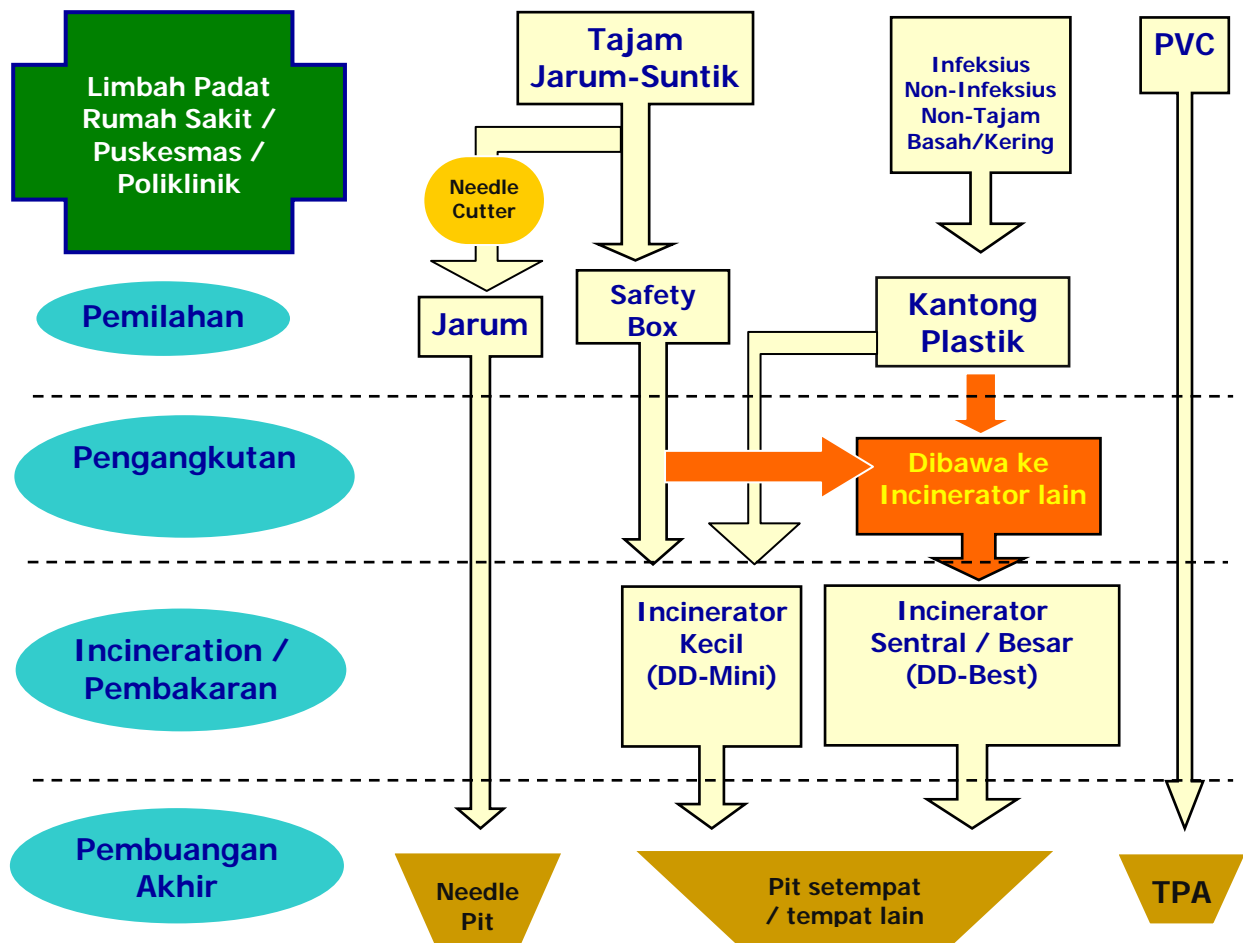 Limbah Padat
Rumah Sakit /
Puskesmas /
Poliklinik
Tajam
Jarum-Suntik
Infeksius
Non-Infeksius
Non-Tajam
Basah/Kering
PVC
Needle
Cutter
Pemilahan
Jarum
Safety
Box
Kantong
Plastik
Pengangkutan
Dibawa ke
Incinerator lain
Incineration /
Pembakaran
Incinerator
Kecil
(DD-Mini)
Incinerator
Sentral / Besar
(DD-Best)
Pembuangan
Akhir
Needle
Pit
Pit setempat
/ tempat lain
TPA